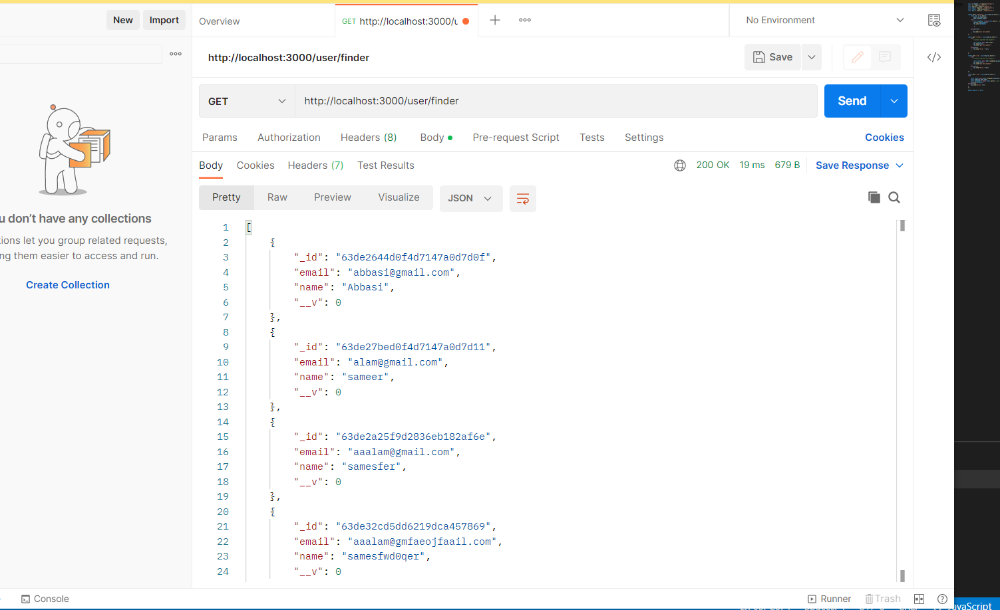 New
Import
Overview
GET http://localhost:3000/u
No Environment
http://localhost:3000/user/finder
Save
GET
http://localhost:3000/user/finder
Send
Params
Authorization
Headers (8)
Body
Pre-request Script
Tests
Settings
Cookies
Body
Cookies
Headers (7)
Test Results
200 OK
19 ms
679 B
Save Response
Pretty
Raw
Preview
Visualize
JSON
u don't have any collections
tions let you group related requests,
ng them easier to access and run.
Create Collection
1 [
2 {
3 "_id": "63de2644d0f4d7147a0d7d0f",
4 "email": "abbasi@gmail.com",
5 "name": "Abbasi",
6 "__v": 0
7 },
8 {
9 "_id": "63de27bed0f4d7147a0d7d11",
10 "email": "alam@gmail.com",
11 "name": "sameer",
12 "__v": 0
13 },
14 {
15 "_id": "63de2a25f9d2836eb182af6e",
16 "email": "aaalam@gmail.com",
17 "name": "samesfer",
18 "__v": 0
19 },
20 {
21 "_id": "63de32cd5dd6219dca457869",
22 "email": "aaalam@gmfaeojfaail.com",
23 "name": "samesfwd0qer",
24 "__v": 0
Console
Runner
Trash
avaScript